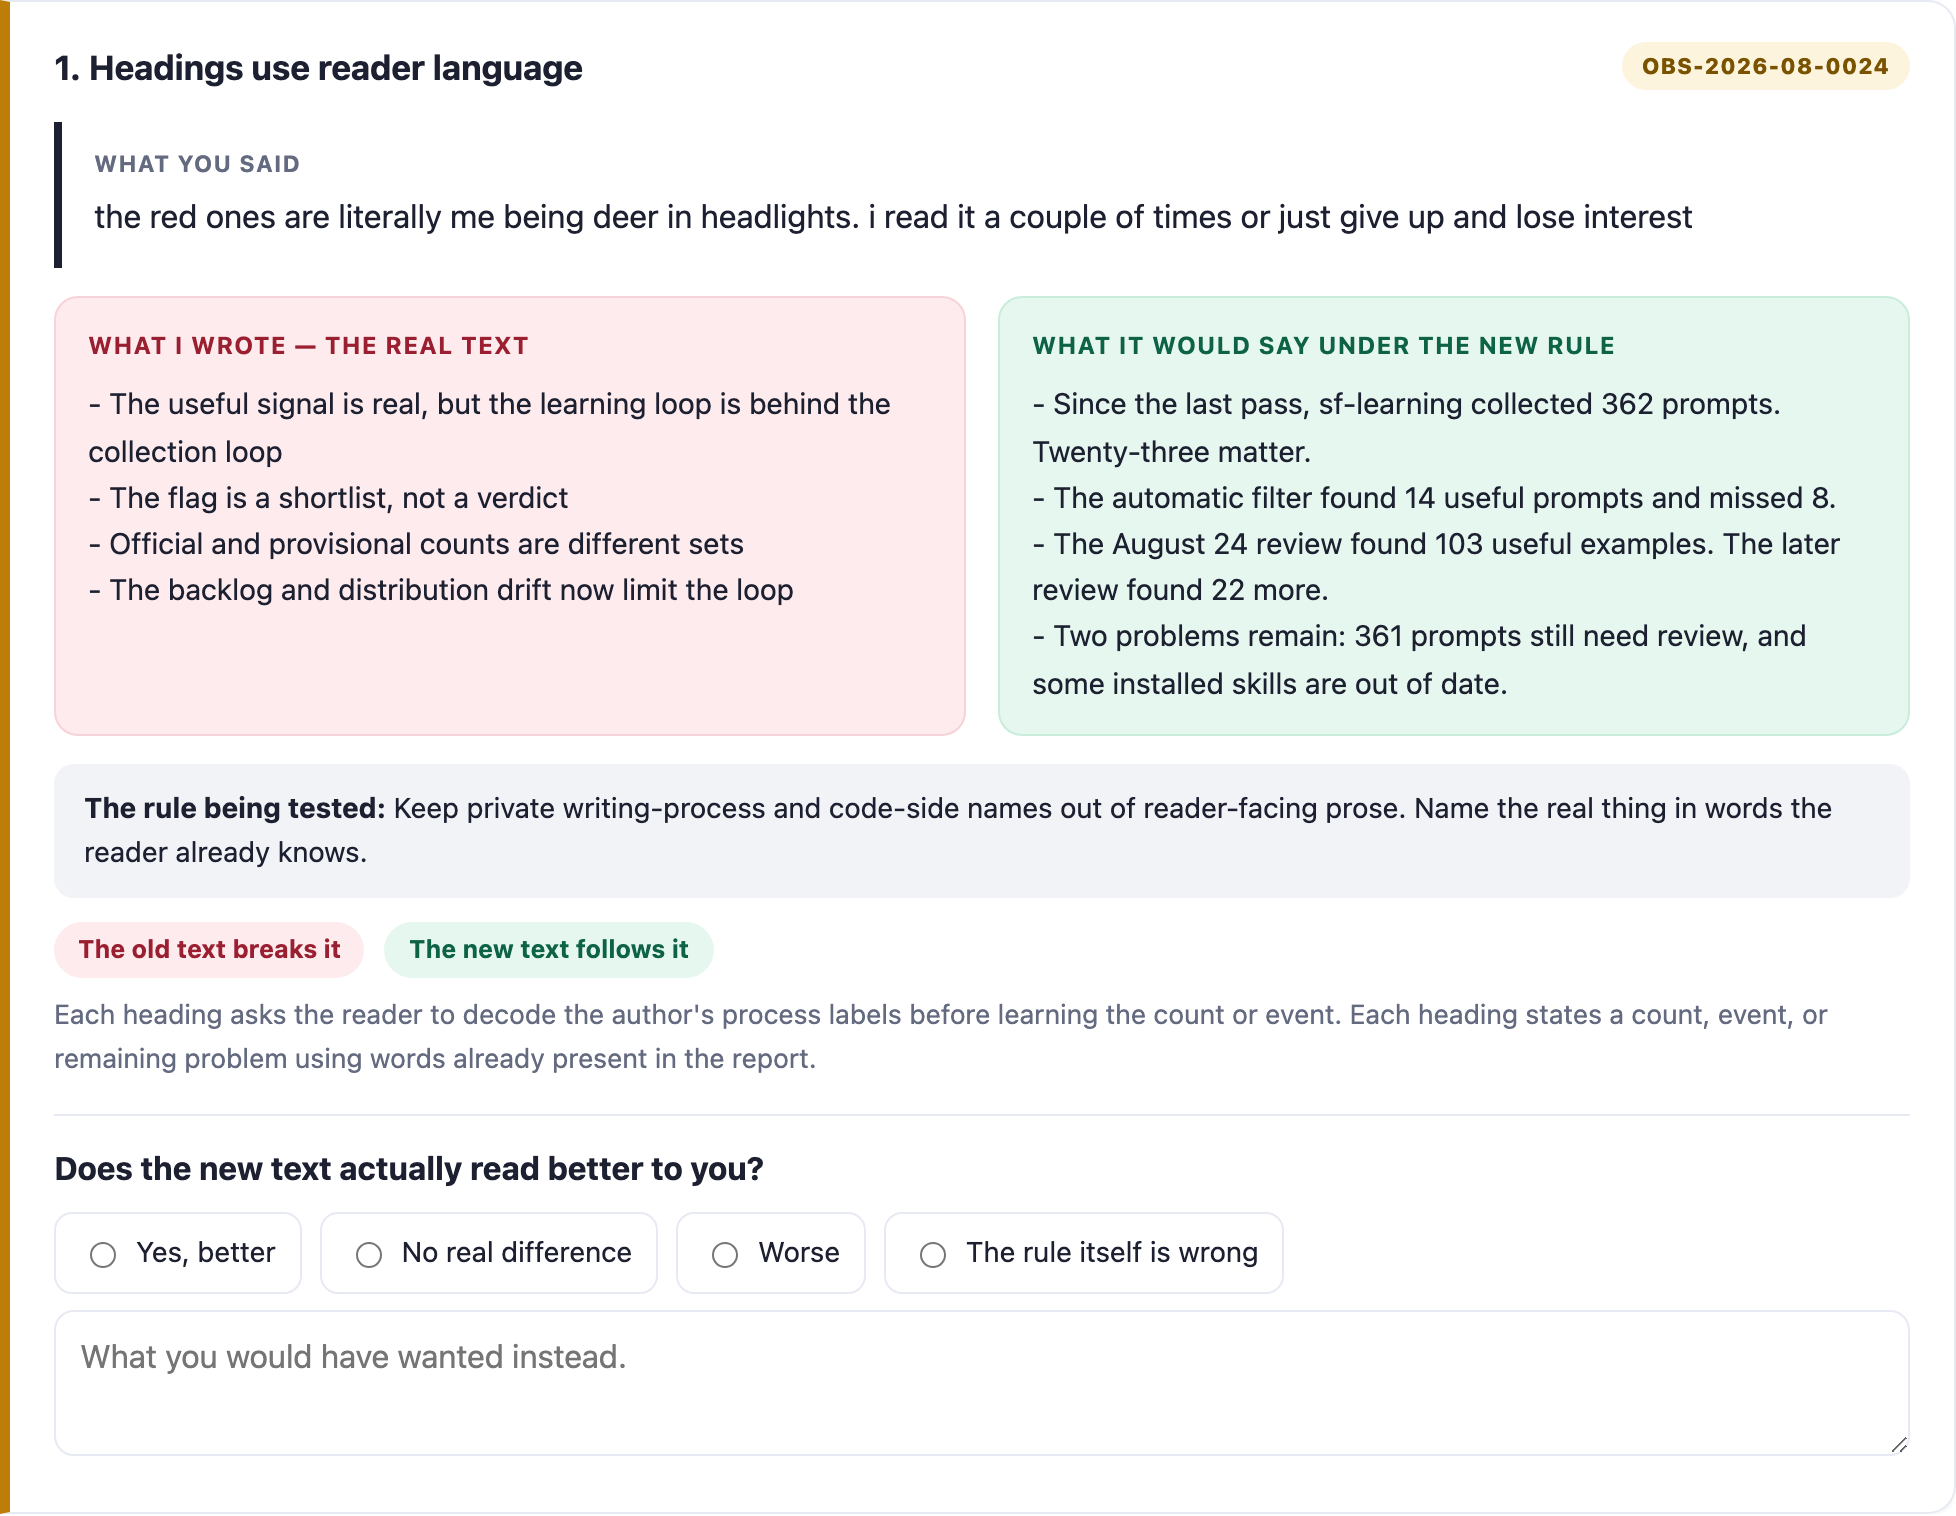 1. Headings use reader language
OBS-2026-08-0024
WHAT YOU SAID
the red ones are literally me being deer in headlights. i read it a couple of times or just give up and lose interest
WHAT I WROTE — THE REAL TEXT
- The useful signal is real, but the learning loop is behind the
collection loop
- The flag is a shortlist, not a verdict
- Official and provisional counts are different sets
- The backlog and distribution drift now limit the loop
WHAT IT WOULD SAY UNDER THE NEW RULE
- Since the last pass, sf-learning collected 362 prompts.
Twenty-three matter.
- The automatic filter found 14 useful prompts and missed 8.
- The August 24 review found 103 useful examples. The later
review found 22 more.
- Two problems remain: 361 prompts still need review, and
some installed skills are out of date.
The rule being tested: Keep private writing-process and code-side names out of reader-facing prose. Name the real thing in words the
reader already knows.
The old text breaks it
The new text follows it
Each heading asks the reader to decode the author's process labels before learning the count or event. Each heading states a count, event, or
remaining problem using words already present in the report.
Does the new text actually read better to you?
Yes, better
No real difference
Worse
The rule itself is wrong
What you would have wanted instead.